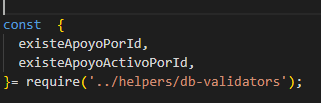 const  {
  existeApoyoPorId,
  existeApoyoActivoPorId,
}= require('../helpers/db-validators');